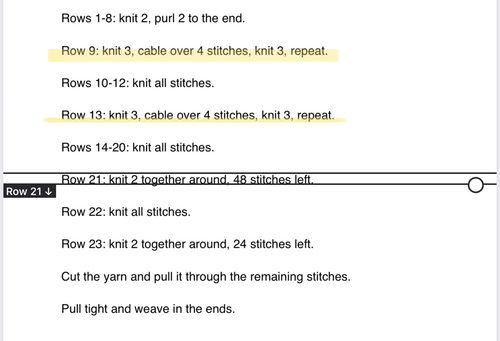 Rows 1-8: knit 2, purl 2 to the end.
Row 9: knit 3, cable over 4 stitches, knit 3, repeat.
Rows 10-12: knit all stitches.
Row 13: knit 3, cable over 4 stitches, knit 3, repeat.
Rows 14-20: knit all stitches.
Row 21: knit 2 together around, 48 stitches left.
Row 21 ↓
Row 22: knit all stitches.
Row 23: knit 2 together around, 24 stitches left.
Cut the yarn and pull it through the remaining stitches.
Pull tight and weave in the ends.